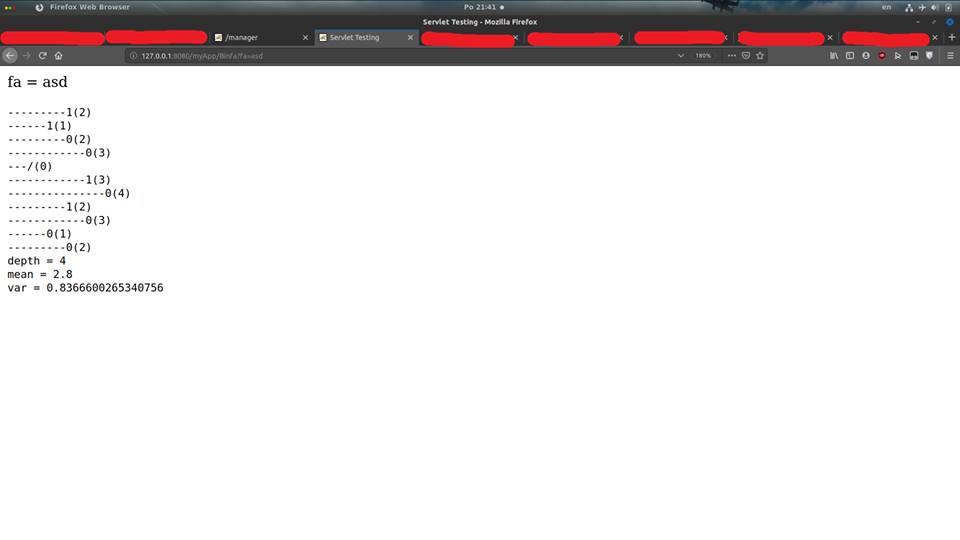 Firefox Web Browser
Po 21:41
en
Servlet Testing - Mozilla Firefox
/manager
Servlet Testing
127.0.0.1:8080/myApp/Binfa?fa=asd
180%
fa = asd
---------1(2)
------1(1)
---------0(2)
------------0(3)
---/(0)
------------1(3)
---------------0(4)
---------1(2)
------------0(3)
------0(1)
---------0(2)
depth = 4
mean = 2.8
var = 0.8366600265340756